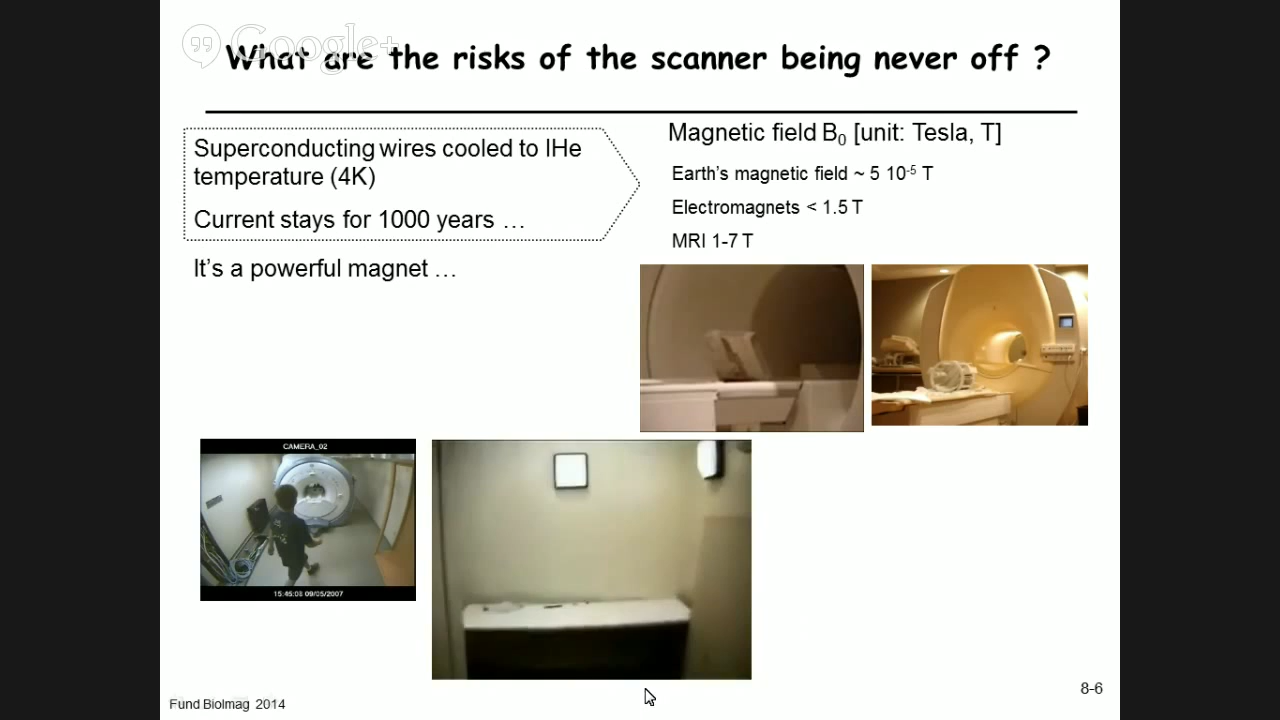 Google+
What are the risks of the scanner being never off ?
Superconducting wires cooled to lHe
temperature (4K)
Current stays for 1000 years …
It's a powerful magnet …
Magnetic field B₀ [unit: Tesla, T]
Earth's magnetic field ~ 5 10⁻⁵ T
Electromagnets < 1.5 T
MRI 1-7 T
CAMERA_02
15:45:08 09/05/2007
Fund BioImag 2014
8-6